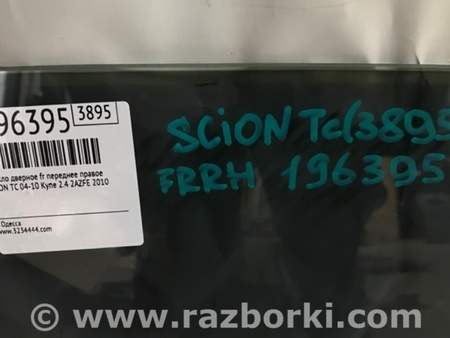 96395 3895
ло дверное fr переднее правое
ON TC 04-10 Купе 2.4 2AZFE 2010
Одесса
www.3234444.com
SCiON Tc(3895
FRRH 196395
© www.razborki.com